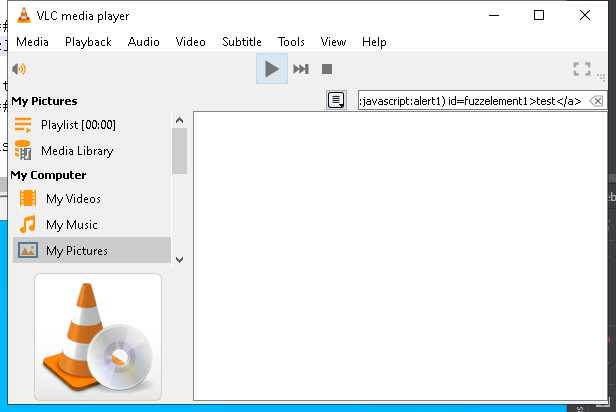 VLC media player
Media Playback Audio Video Subtitle Tools View Help
My Pictures
:javascript:alert1) id=fuzzelement1>test</a>
Playlist [00:00]
Media Library
My Computer
My Videos
My Music
My Pictures